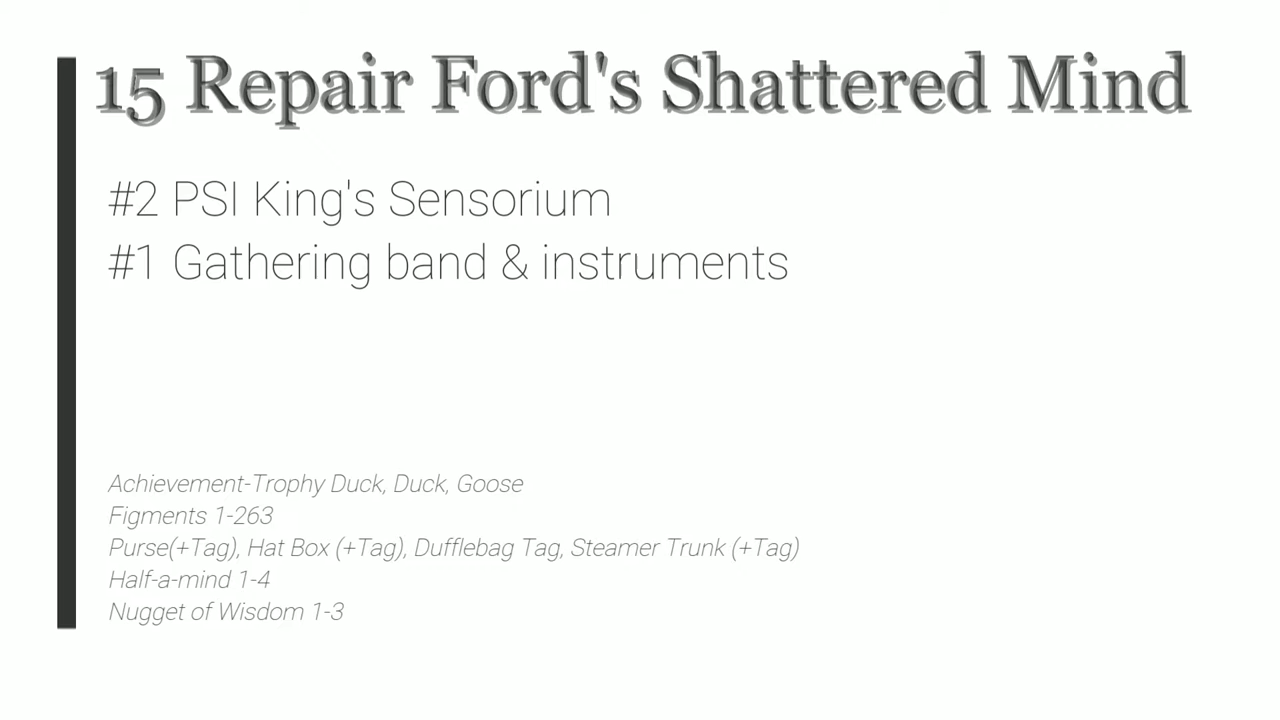 15 Repair Ford's Shattered Mind
#2 PSI King's Sensorium
#1 Gathering band & instruments
Achievement-Trophy Duck, Duck, Goose
Figments 1-263
Purse(+Tag), Hat Box (+Tag), Dufflebag Tag, Steamer Trunk (+Tag)
Half-a-mind 1-4
Nugget of Wisdom 1-3